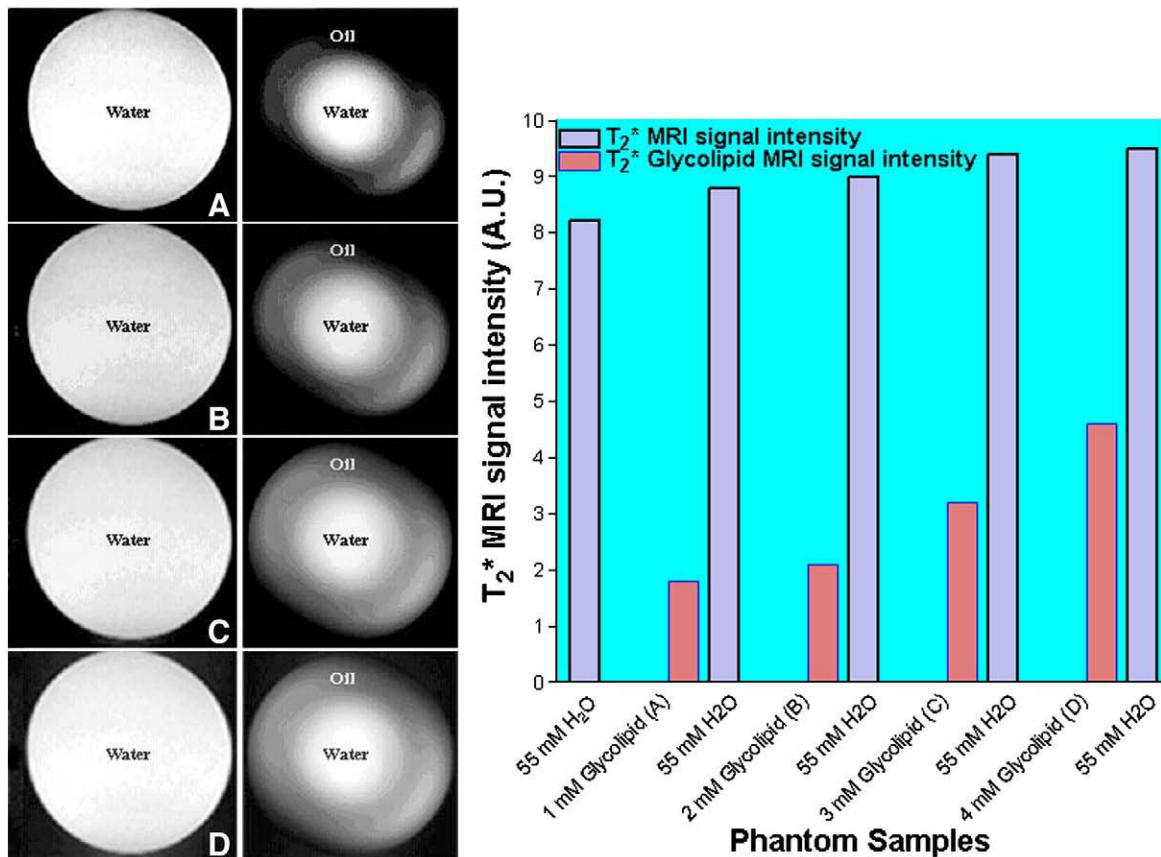 Water
Oil
Water
A
Water
Oil
Water
B
Water
Oil
Water
C
Water
Oil
Water
D
T2* MRI signal intensity (A.U.)
10
9
8
7
6
5
4
3
2
1
0
T2* MRI signal intensity
T2* Glycolipid MRI signal intensity
55 mM H2O
1 mM Glycolipid (A)
55 mM H2O
2 mM Glycolipid (B)
55 mM H2O
3 mM Glycolipid (C)
55 mM H2O
4 mM Glycolipid (D)
55 mM H2O
Phantom Samples